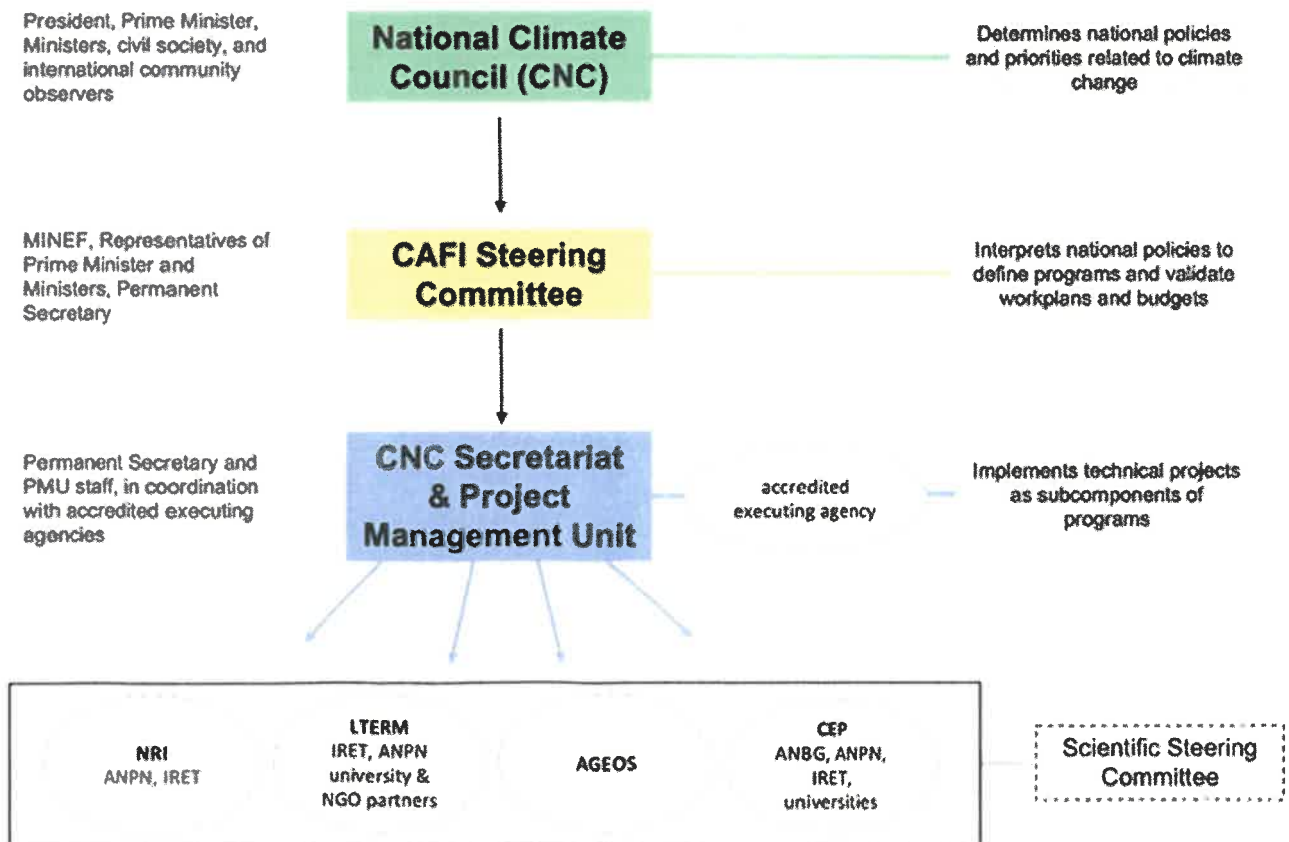 President, Prime Minister,
Ministers, civil society, and
international community
observers
National Climate
Council (CNC)
Determines national policies
and priorities related to climate
change
MINEF, Representatives of
Prime Minister and
Ministers, Permanent
Secretary
CAFI Steering
Committee
Interprets national policies to
define programs and validate
workplans and budgets
Permanent Secretary and
PMU staff, in coordination
with accredited executing
agencies
CNC Secretariat
& Project
Management Unit
accredited
executing agency
Implements technical projects
as subcomponents of
programs
NRI
ANPN, IRET
LTERM
IRET, ANPN
university &
NGO partners
AGEOS
CEP
ANBG, ANPN,
IRET,
universities
Scientific Steering
Committee